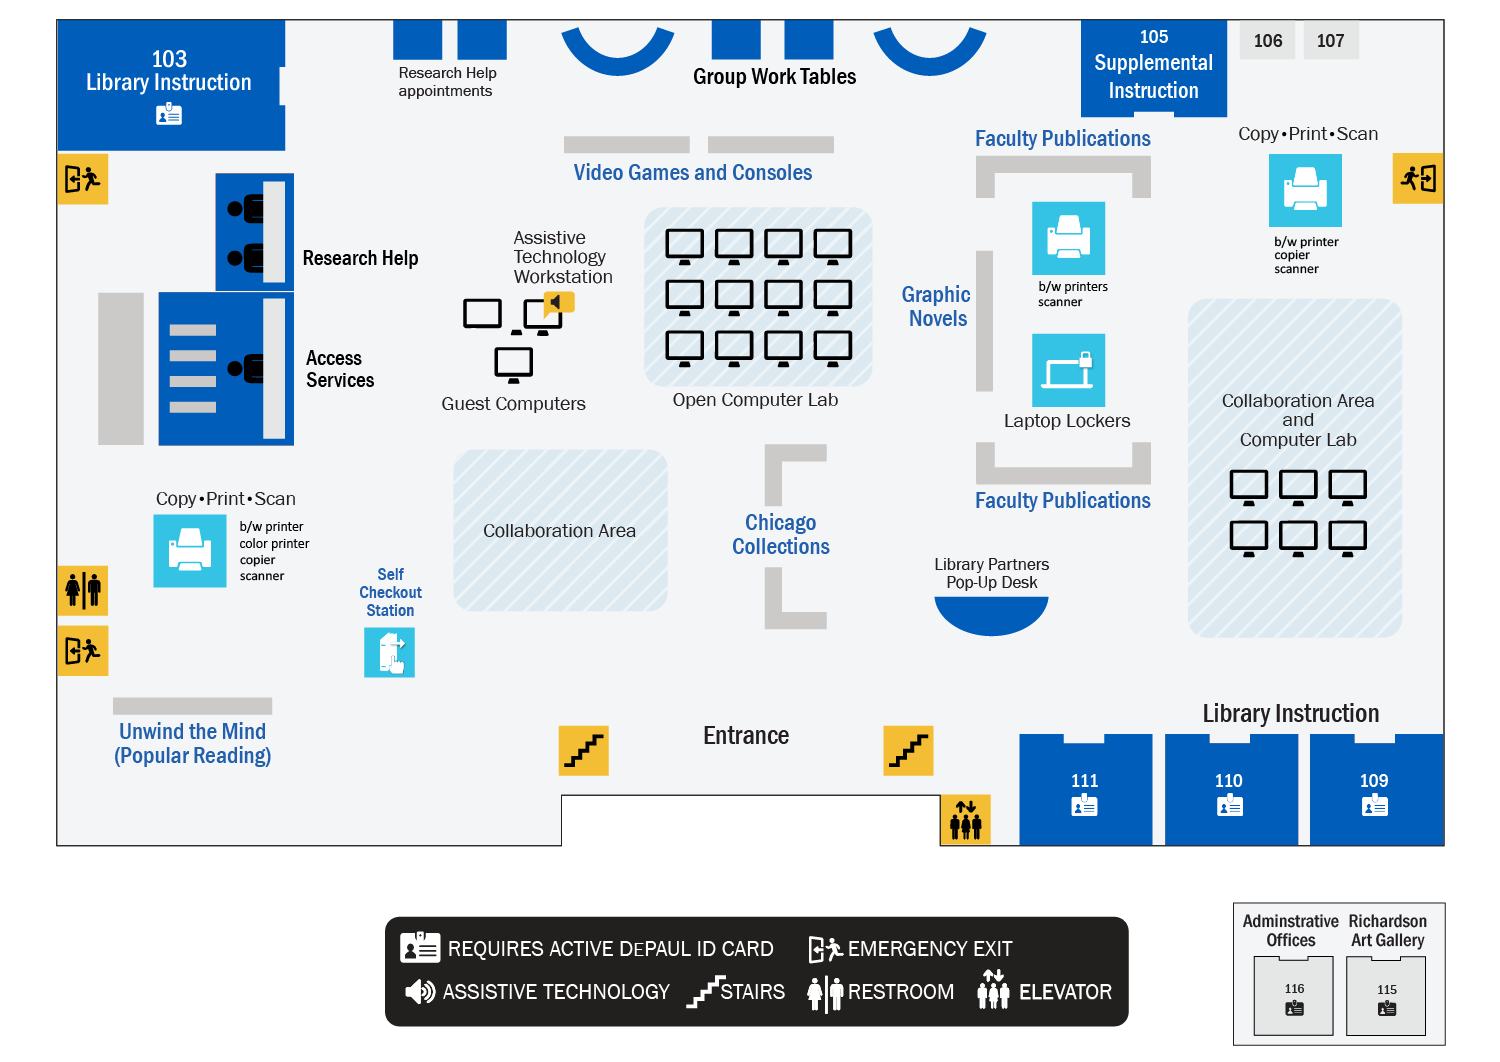 103
Library Instruction
Research Help
appointments
Group Work Tables
105
Supplemental
Instruction
106
107
Faculty Publications
Copy•Print•Scan
Video Games and Consoles
b/w printer
copier
scanner
Research Help
Assistive
Technology
Workstation
b/w printers
scanner
Graphic
Novels
Access
Services
Guest Computers
Open Computer Lab
Laptop Lockers
Collaboration Area
and
Computer Lab
Faculty Publications
Copy•Print•Scan
b/w printer
color printer
copier
scanner
Collaboration Area
Chicago
Collections
Self
Checkout
Station
Library Partners
Pop-Up Desk
Unwind the Mind
(Popular Reading)
Entrance
Library Instruction
111
110
109
REQUIRES ACTIVE DEPAUL ID CARD
EMERGENCY EXIT
ASSISTIVE TECHNOLOGY
STAIRS
RESTROOM
ELEVATOR
Adminstrative
Offices
116
Richardson
Art Gallery
115